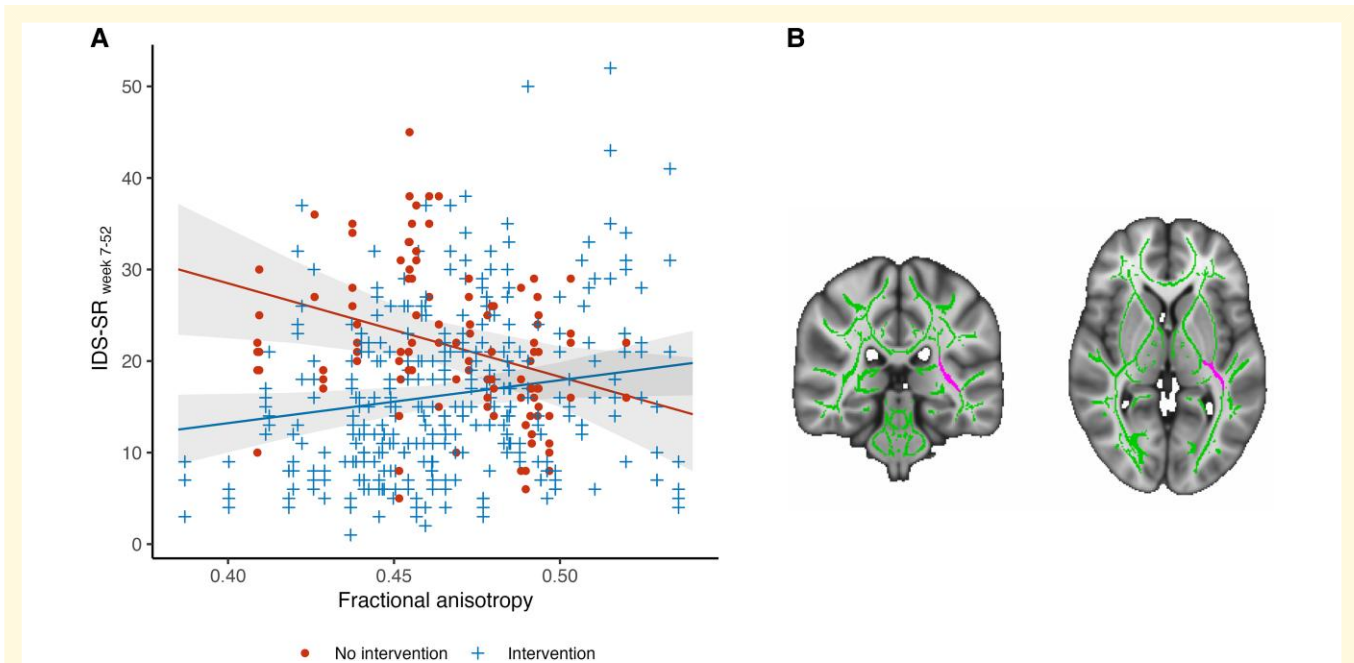 A
B
50
40
30
20
10
0
IDS-SR week 7-52
0.40
0.45
0.50
Fractional anisotropy
No intervention
Intervention